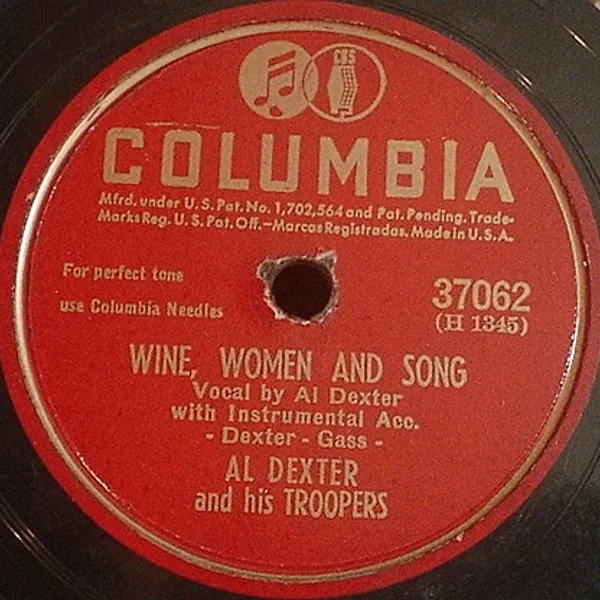 CBS
COLUMBIA
Mfrd. under U.S. Pat. No. 1,702,564 and Pat. Pending. Trade-
Marks Reg. U.S. Pat. Off.—Marcas Registradas. Made in U.S.A.
For perfect tone
use Columbia Needles
37062
(H 1345)
WINE, WOMEN AND SONG
Vocal by Al Dexter
with Instrumental Acc.
- Dexter - Gass -
AL DEXTER
and his TROOPERS